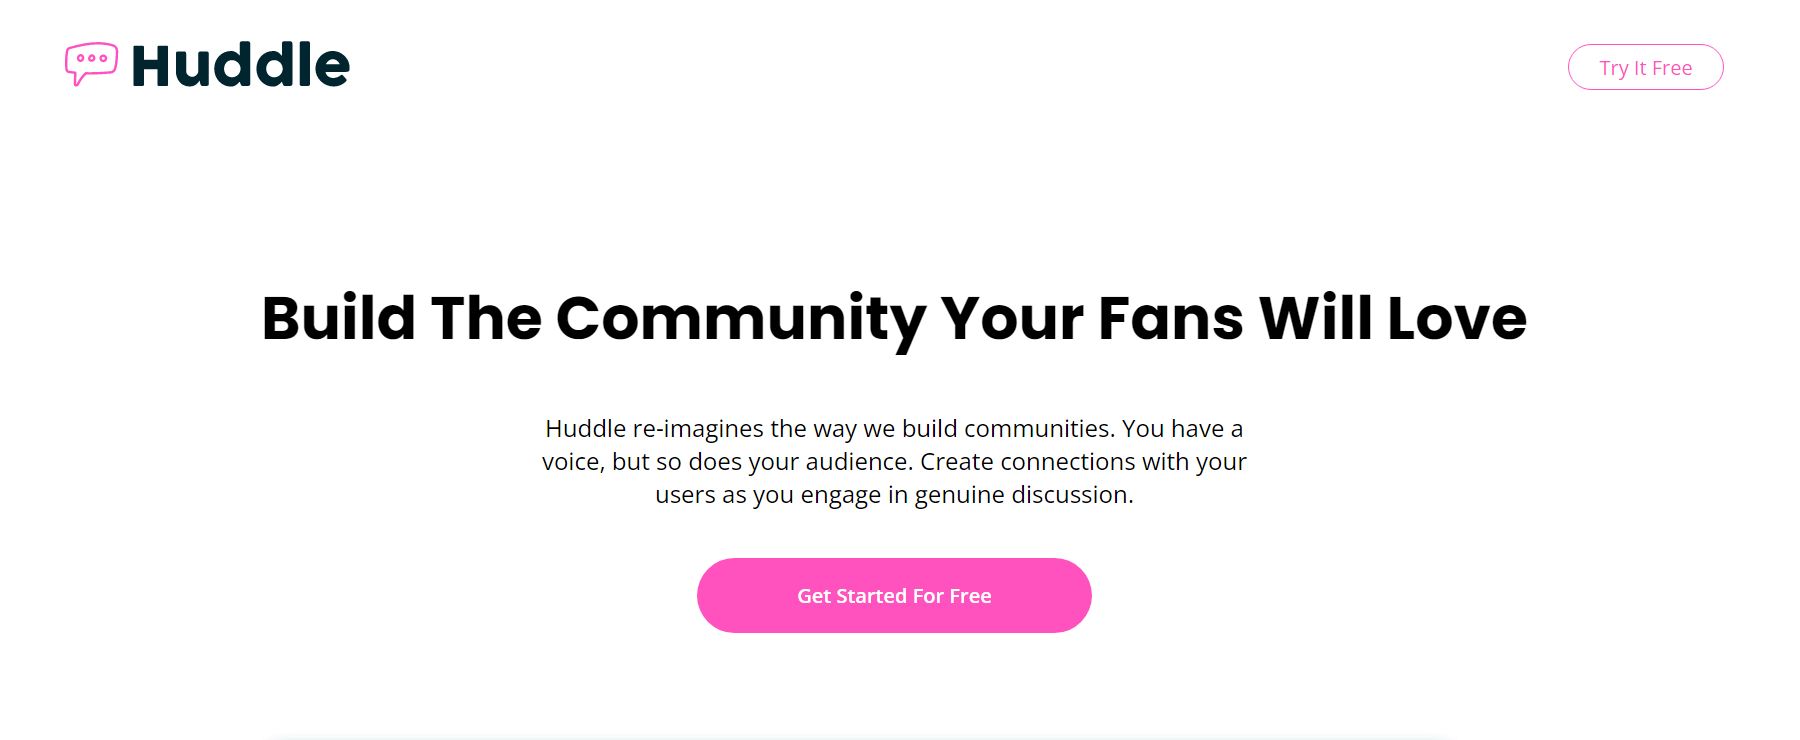 Huddle
Try It Free
Build The Community Your Fans Will Love
Huddle re-imagines the way we build communities. You have a
voice, but so does your audience. Create connections with your
users as you engage in genuine discussion.
Get Started For Free